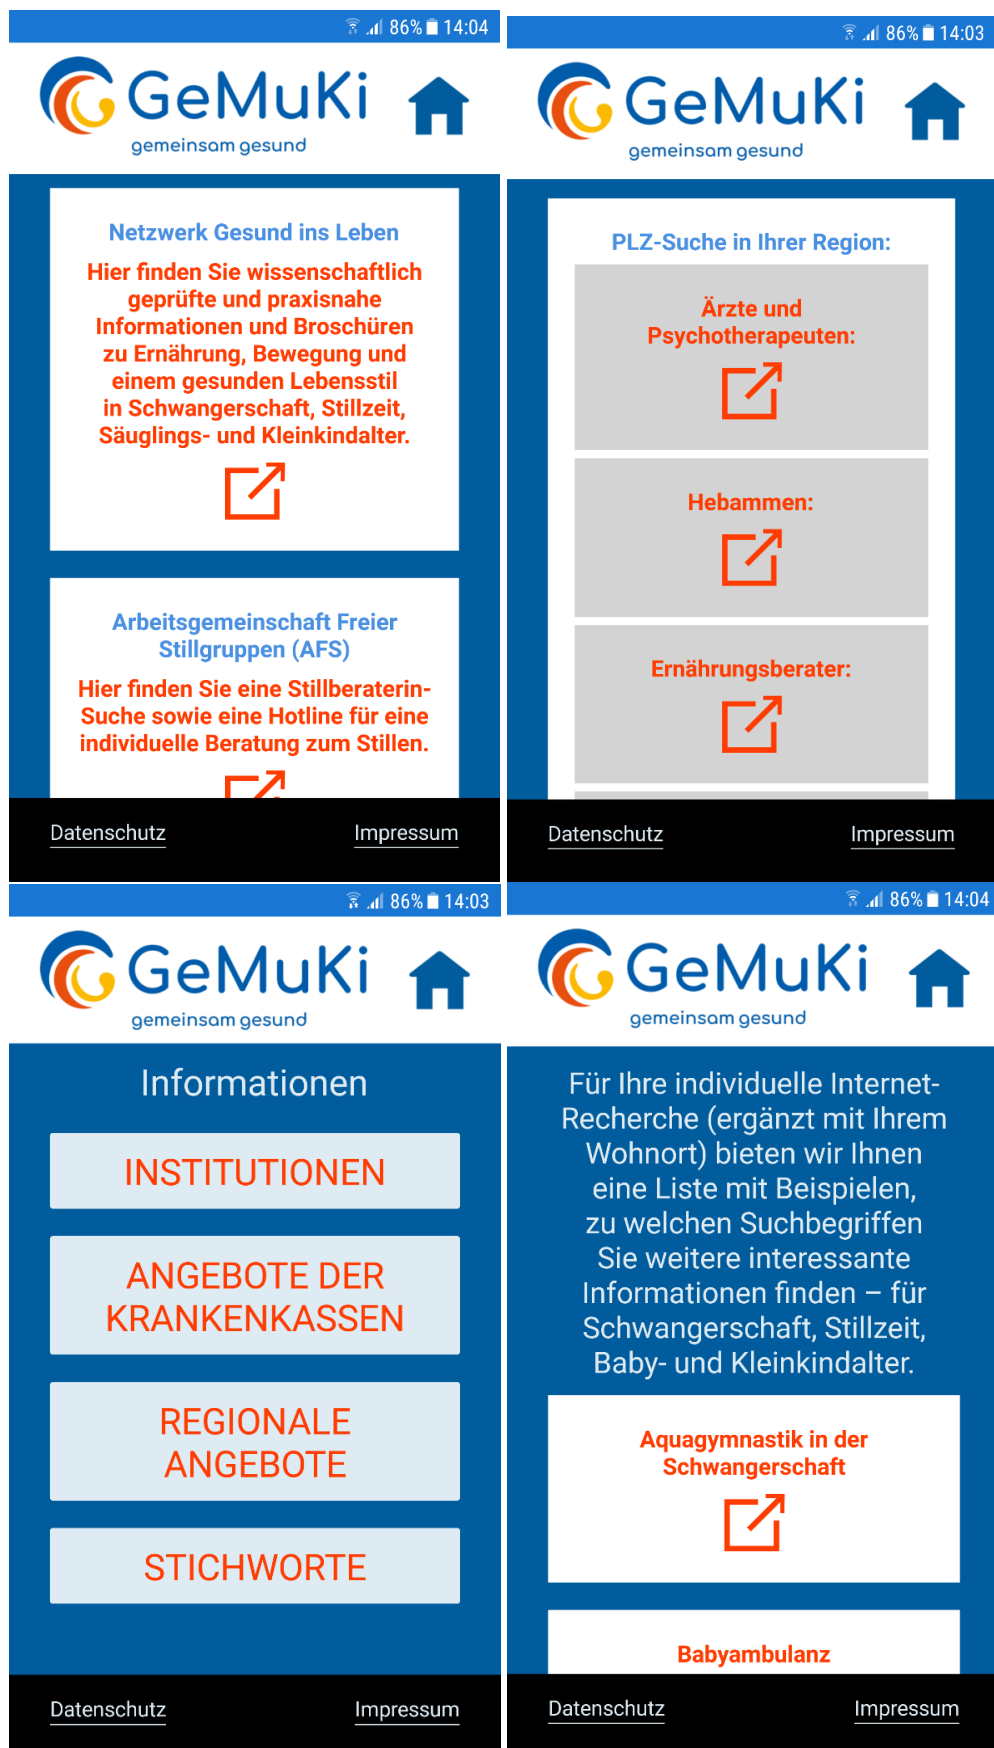 86% 14:04
GeMuKi
gemeinsam gesund
Netzwerk Gesund ins Leben
Hier finden Sie wissenschaftlich
geprüfte und praxisnahe
Informationen und Broschüren
zu Ernährung, Bewegung und
einem gesunden Lebensstil
in Schwangerschaft, Stillzeit,
Säuglings- und Kleinkindalter.
Arbeitsgemeinschaft Freier
Stillgruppen (AFS)
Hier finden Sie eine Stillberaterin-
Suche sowie eine Hotline für eine
individuelle Beratung zum Stillen.
Datenschutz Impressum
86% 14:03
GeMuKi
gemeinsam gesund
PLZ-Suche in Ihrer Region:
Ärzte und
Psychotherapeuten:
Hebammen:
Ernährungsberater:
Datenschutz Impressum
86% 14:03
GeMuKi
gemeinsam gesund
Informationen
INSTITUTIONEN
ANGEBOTE DER
KRANKENKASSEN
REGIONALE
ANGEBOTE
STICHWORTE
Datenschutz Impressum
86% 14:04
GeMuKi
gemeinsam gesund
Für Ihre individuelle Internet-
Recherche (ergänzt mit Ihrem
Wohnort) bieten wir Ihnen
eine Liste mit Beispielen,
zu welchen Suchbegriffen
Sie weitere interessante
Informationen finden – für
Schwangerschaft, Stillzeit,
Baby- und Kleinkindalter.
Aquagymnastik in der
Schwangerschaft
Babyambulanz
Datenschutz Impressum